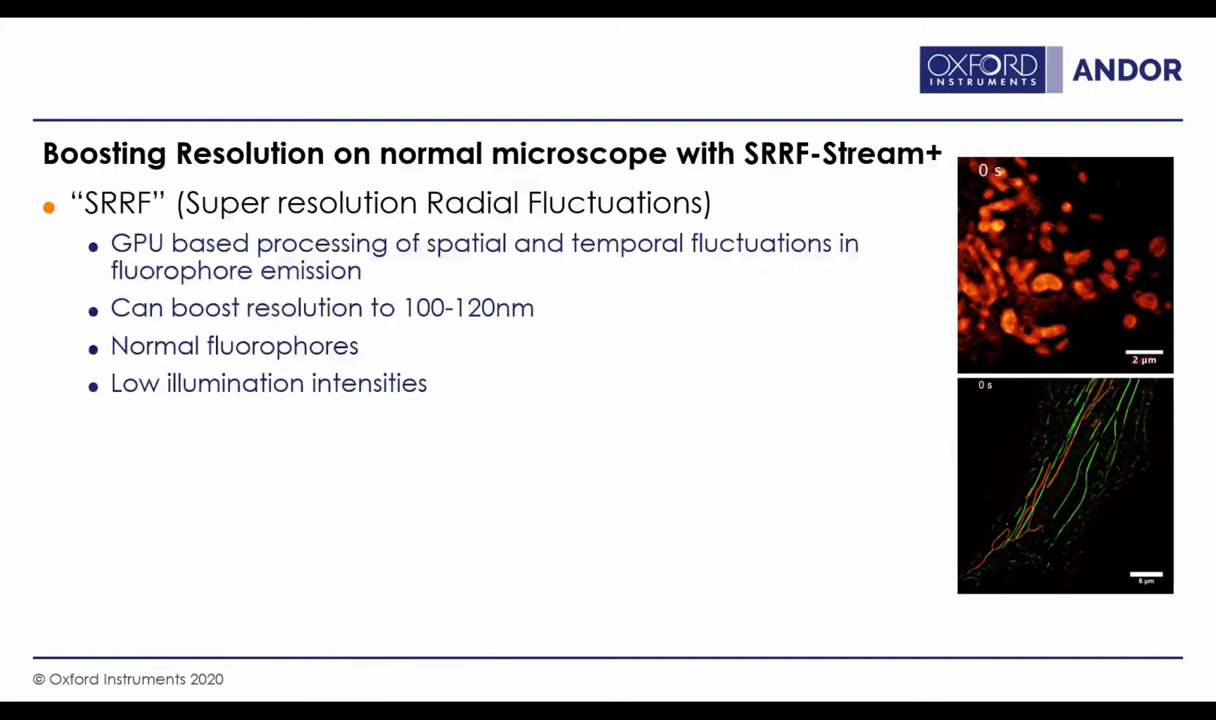 OXFORD
INSTRUMENTS
ANDOR
Boosting Resolution on normal microscope with SRRF-Stream+
• “SRRF” (Super resolution Radial Fluctuations)
• GPU based processing of spatial and temporal fluctuations in
fluorophore emission
• Can boost resolution to 100-120nm
• Normal fluorophores
• Low illumination intensities
0 s
2 µm
0 s
6 µm
© Oxford Instruments 2020